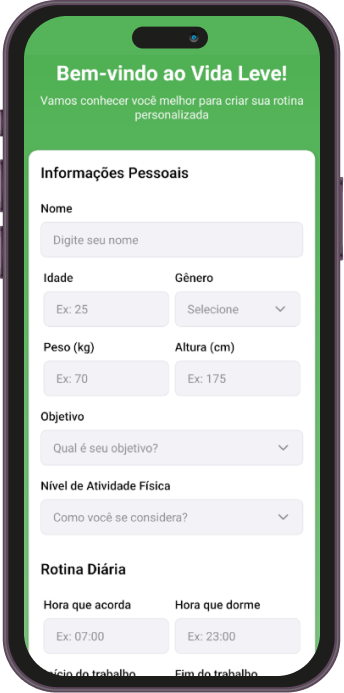 Bem-vindo ao Vida Leve!
Vamos conhecer você melhor para criar sua rotina
personalizada
Informações Pessoais
Nome
Digite seu nome
Idade
Gênero
Ex: 25
Selecione
Peso (kg)
Altura (cm)
Ex: 70
Ex: 175
Objetivo
Qual é seu objetivo?
Nível de Atividade Física
Como você se considera?
Rotina Diária
Hora que acorda
Hora que dorme
Ex: 07:00
Ex: 23:00
Início do trabalho
Fim do trabalho